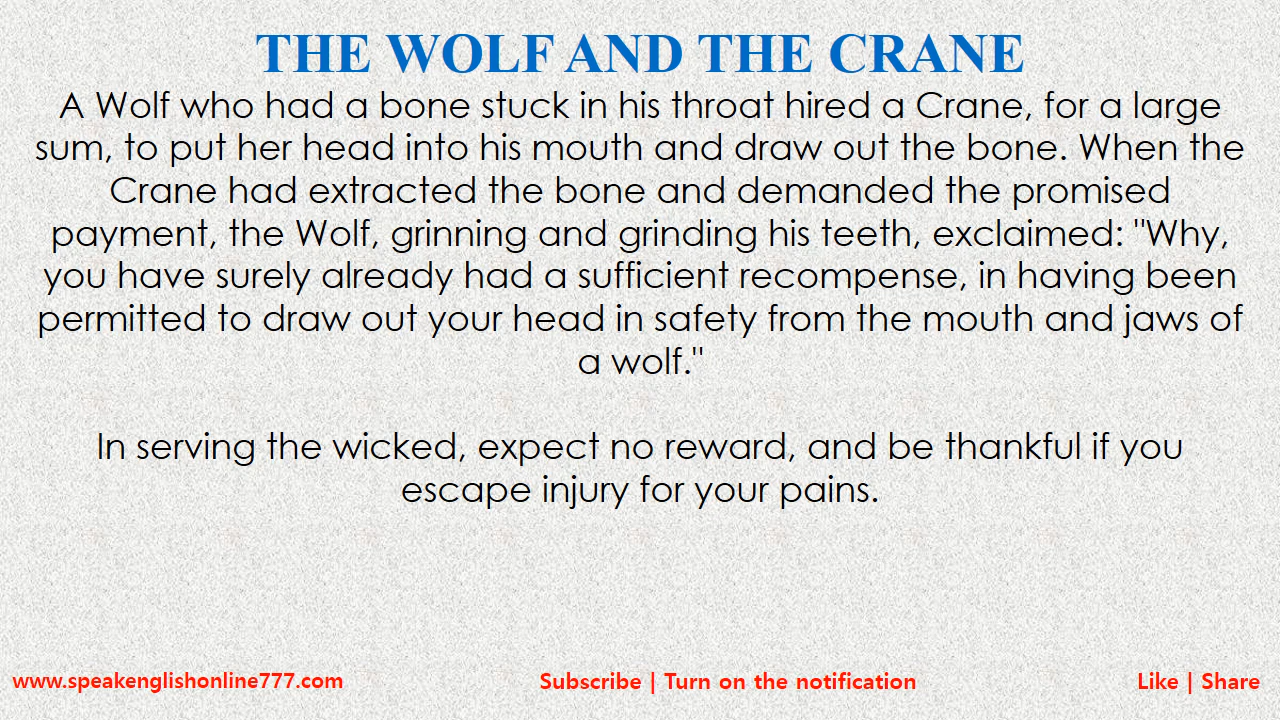 THE WOLF AND THE CRANE
A Wolf who had a bone stuck in his throat hired a Crane, for a large
sum, to put her head into his mouth and draw out the bone. When the
Crane had extracted the bone and demanded the promised
payment, the Wolf, grinning and grinding his teeth, exclaimed: "Why,
you have surely already had a sufficient recompense, in having been
permitted to draw out your head in safety from the mouth and jaws of
a wolf."
In serving the wicked, expect no reward, and be thankful if you
escape injury for your pains.
www.speakenglishonline777.com
Subscribe | Turn on the notification
Like | Share